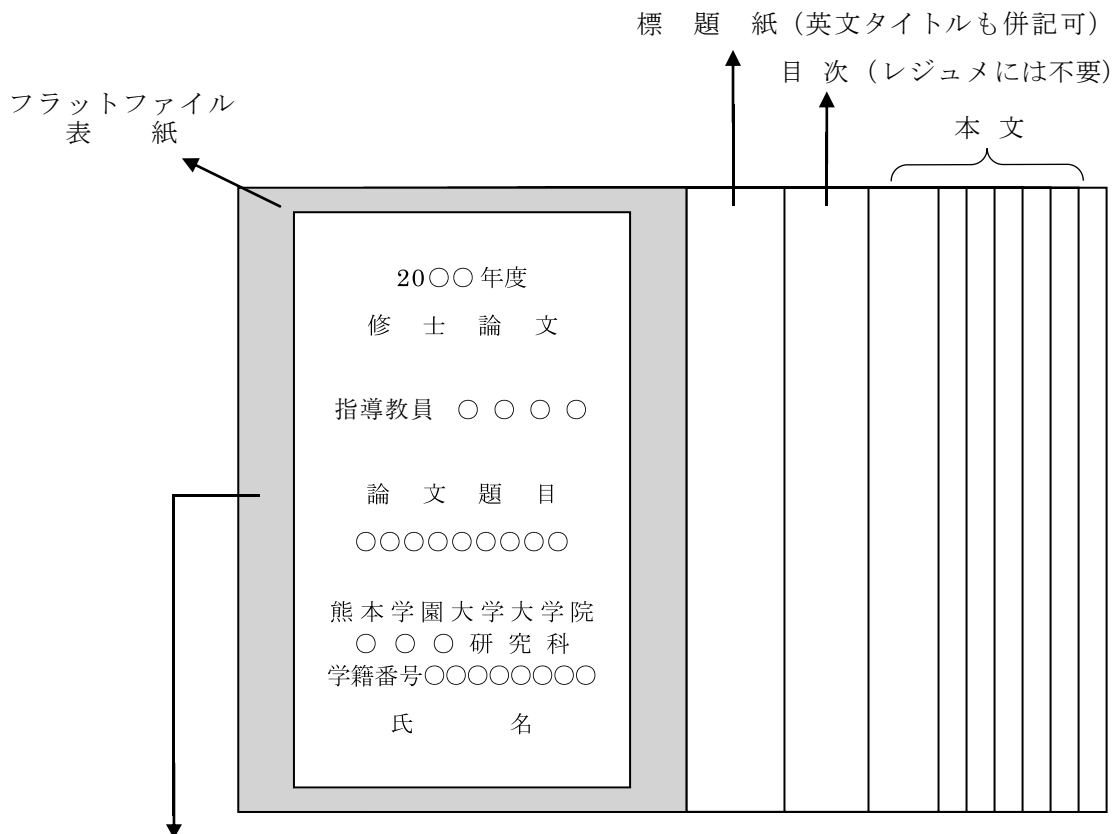 標 題 紙（英文タイトルも併記可）
目 次（レジュメには不要）
フラットファイル
表 紙
本 文
20○○年度
修 士 論 文
指導教員 ○ ○ ○ ○
論 文 題 目
○○○○○○○○○
熊本学園大学大学院
○ ○ ○ 研 究 科
学籍番号○○○○○○○○
氏 名